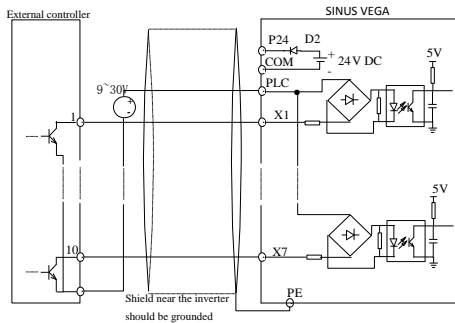 External controller
SINUS VEGA
P24
D2
+
5V
COM
24V DC
-
9~30V
PLC
+
-
1
X1
5V
10
X7
Shield near the inverter
should be grounded
PE